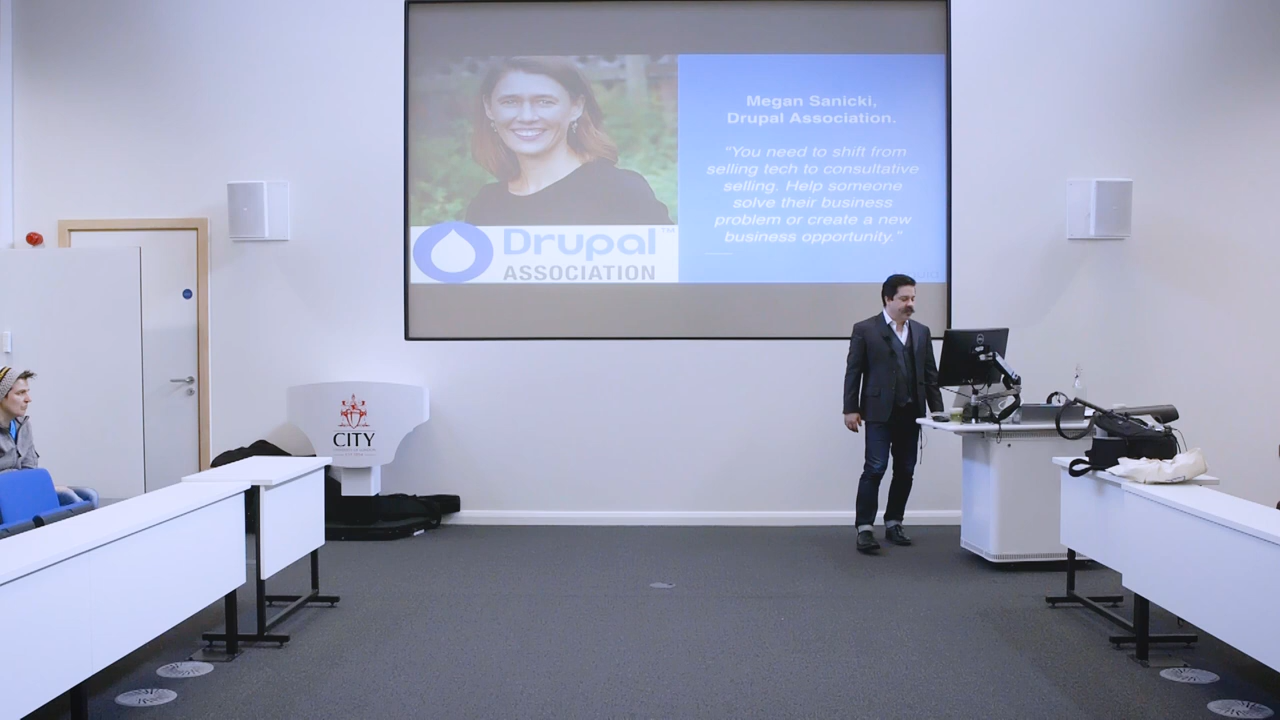 Megan Sanicki,
Drupal Association.
"You need to shift from
selling tech to consultative
selling. Help someone
solve their business
problem or create a new
business opportunity."
Drupal™
ASSOCIATION
CITY